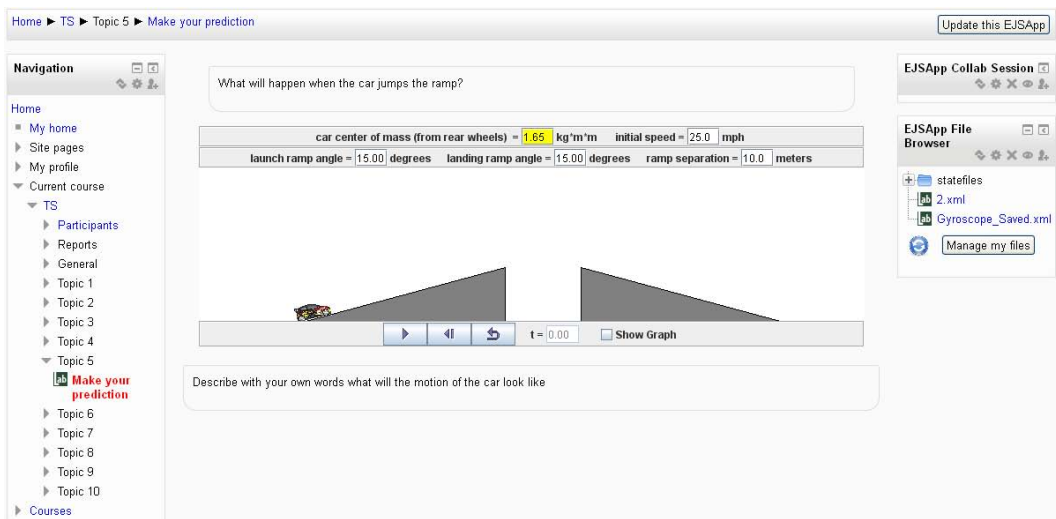 Home ► TS ► Topic 5 ► Make your prediction
Update this EJSApp
Navigation
Home
My home
Site pages
My profile
Current course
TS
Participants
Reports
General
Topic 1
Topic 2
Topic 3
Topic 4
Topic 5
Make your
prediction
Topic 6
Topic 7
Topic 8
Topic 9
Topic 10
Courses
What will happen when the car jumps the ramp?
car center of mass (from rear wheels) = 1.65 kg*m*m initial speed = 25.0 mph
launch ramp angle = 15.00 degrees landing ramp angle = 15.00 degrees ramp separation = 10.0 meters
t = 0.00 Show Graph
Describe with your own words what will the motion of the car look like
EJSApp Collab Session
EJSApp File
Browser
statefiles
2.xml
Gyroscope_Saved.xml
Manage my files